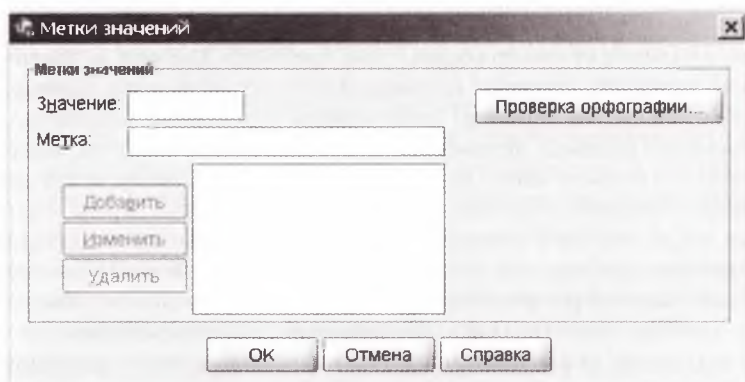 Метки значений
Метки значений
Значение:
Проверка орфографии...
Метка:
Добавить
Изменить
Удалить
OK
Отмена
Справка